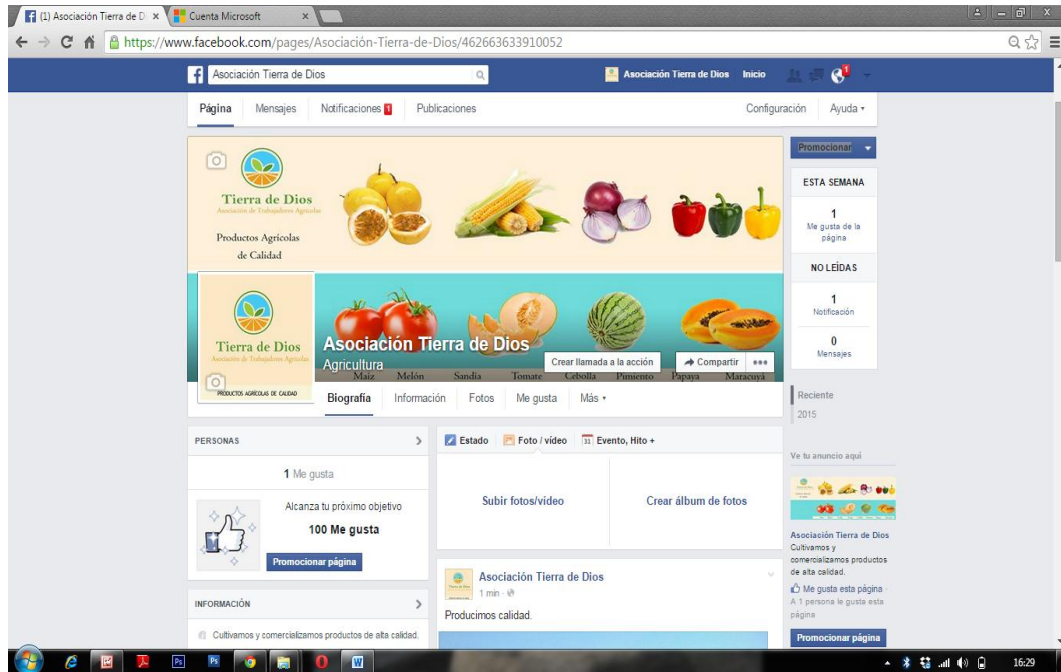 (1) Asociación Tierra de D
Cuenta Microsoft
https://www.facebook.com/pages/Asociación-Tierra-de-Dios/462663633910052
Asociación Tierra de Dios
Asociación Tierra de Dios Inicio
1
Página Mensajes Notificaciones 1 Publicaciones Configuración Ayuda
Tierra de Dios
Asociación de Trabajadores Agrícolas
Productos Agrícolas
de Calidad
Tierra de Dios
Asociación de Trabajadores Agrícolas
PRODUCTOS AGRÍCOLAS DE CALIDAD
Asociación Tierra de Dios
Agricultura
Crear llamada a la acción Compartir
Maíz Melón Sandía Tomate Cebolla Pimiento Papaya Maracuyá
Biografía Información Fotos Me gusta Más
PERSONAS
1 Me gusta
Alcanza tu próximo objetivo
100 Me gusta
Promocionar página
INFORMACIÓN
Cultivamos y comercializamos productos de alta calidad.
Estado Foto / vídeo 31 Evento, Hito +
Subir fotos/vídeo Crear álbum de fotos
Asociación Tierra de Dios
1 min
Producimos calidad.
Promocionar
ESTA SEMANA
1
Me gusta de la
página
NO LEÍDAS
1
Notificación
0
Mensajes
Reciente
2015
Ve tu anuncio aquí
Asociación Tierra de Dios
Cultivamos y
comercializamos productos
de alta calidad.
Me gusta esta página ·
A 1 persona le gusta esta
página
Promocionar página
16:29